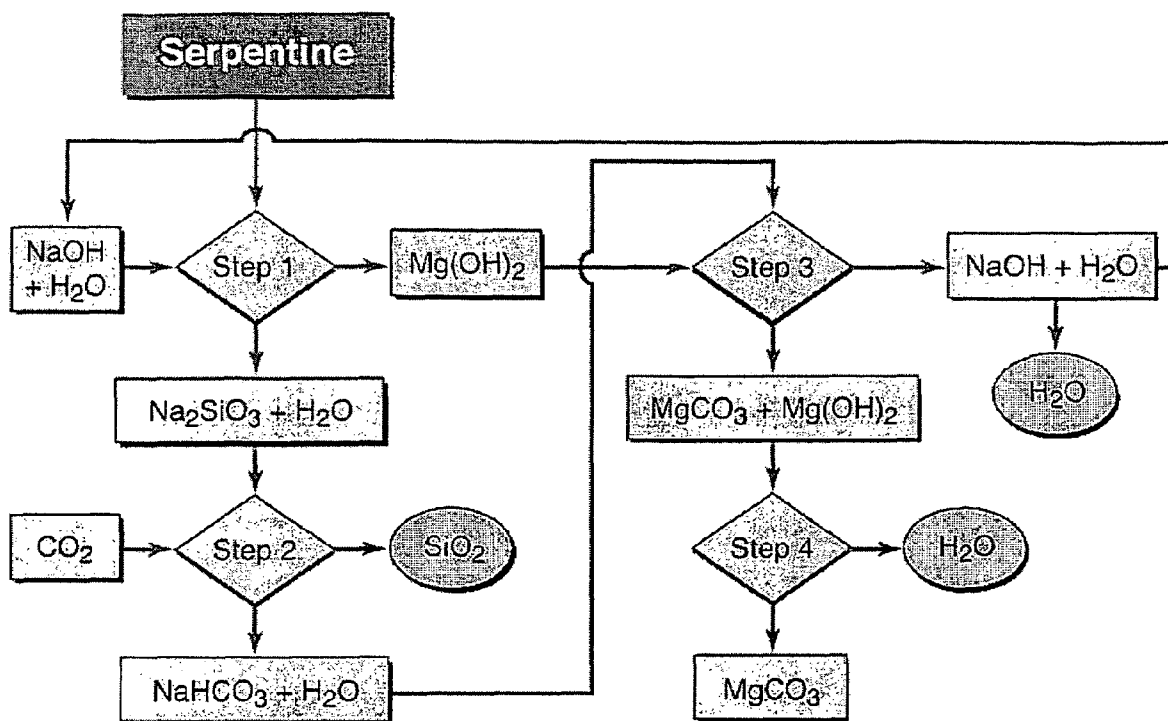 Serpentine
NaOH
+ H₂O
Step 1
Mg(OH)₂
Step 3
NaOH + H₂O
Na₂SiO₃ + H₂O
MgCO₃ + Mg(OH)₂
H₂O
CO₂
Step 2
SiO₂
Step 4
H₂O
NaHCO₃ + H₂O
MgCO₃